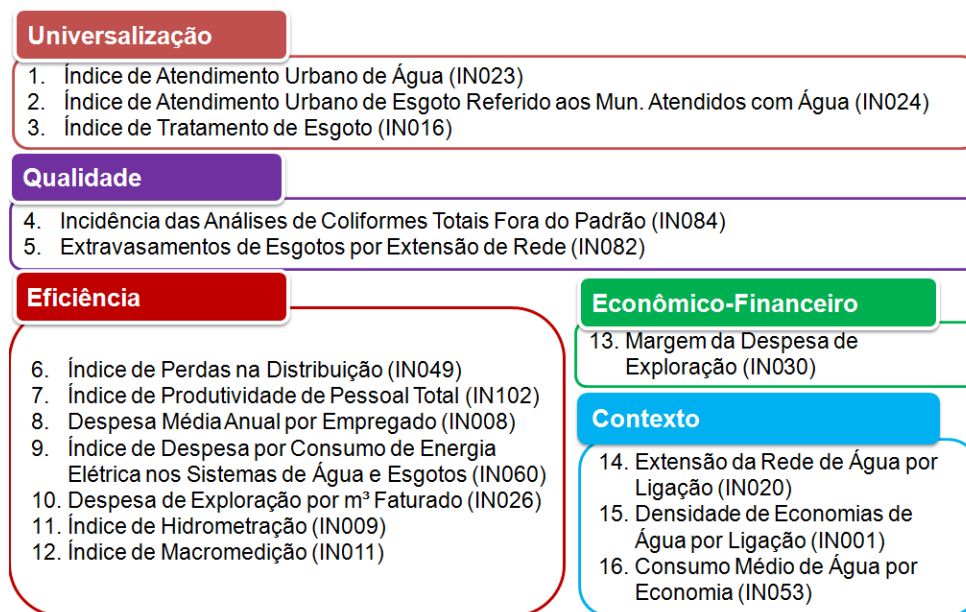 Universalização
1. Índice de Atendimento Urbano de Água (IN023)
2. Índice de Atendimento Urbano de Esgoto Referido aos Mun. Atendidos com Água (IN024)
3. Índice de Tratamento de Esgoto (IN016)
Qualidade
4. Incidência das Análises de Coliformes Totais Fora do Padrão (IN084)
5. Extravasamentos de Esgotos por Extensão de Rede (IN082)
Eficiência
6. Índice de Perdas na Distribuição (IN049)
7. Índice de Produtividade de Pessoal Total (IN102)
8. Despesa Média Anual por Empregado (IN008)
9. Índice de Despesa por Consumo de Energia
Elétrica nos Sistemas de Água e Esgotos (IN060)
10. Despesa de Exploração por m³ Faturado (IN026)
11. Índice de Hidrometração (IN009)
12. Índice de Macromedição (IN011)
Econômico-Financeiro
13. Margem da Despesa de
Exploração (IN030)
Contexto
14. Extensão da Rede de Água por
Ligação (IN020)
15. Densidade de Economias de
Água por Ligação (IN001)
16. Consumo Médio de Água por
Economia (IN053)